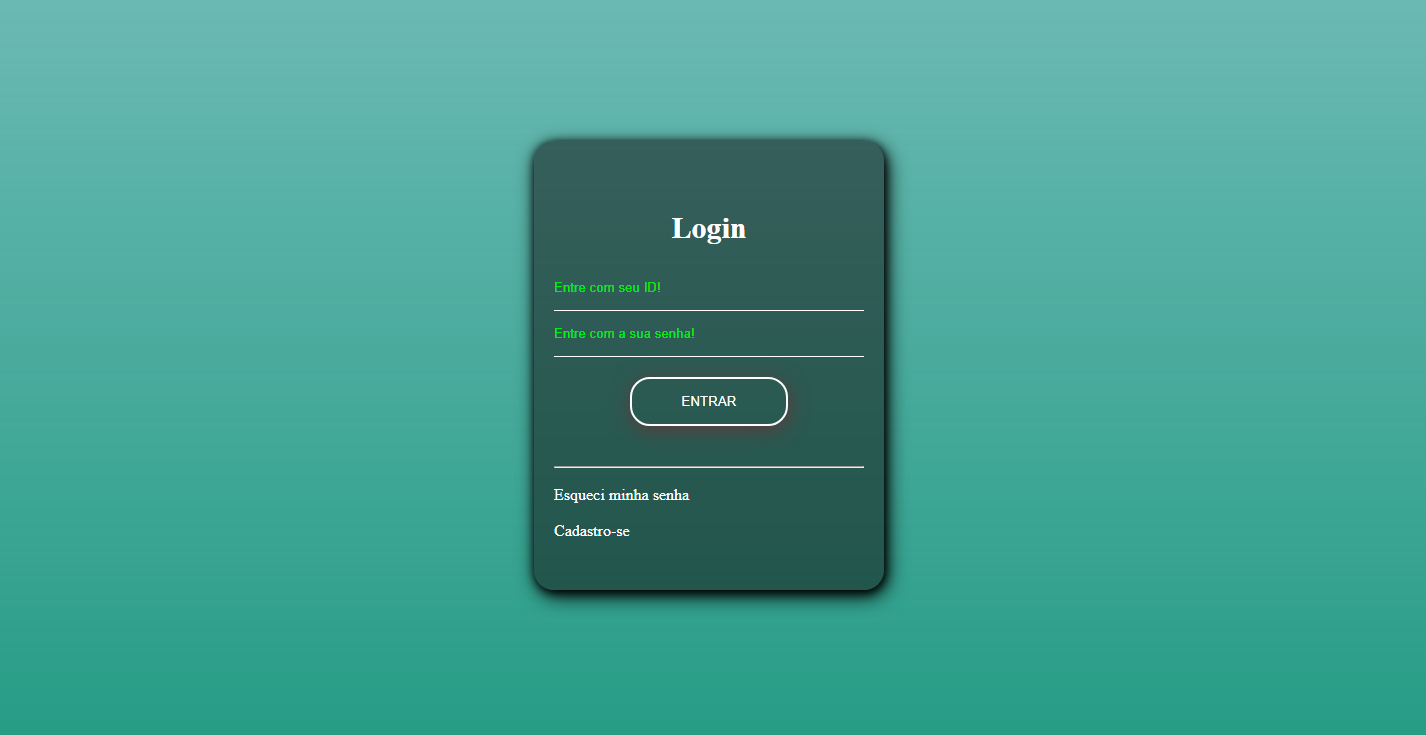 Login
Entre com seu ID!
Entre com a sua senha!
ENTRAR
Esqueci minha senha
Cadastro-se